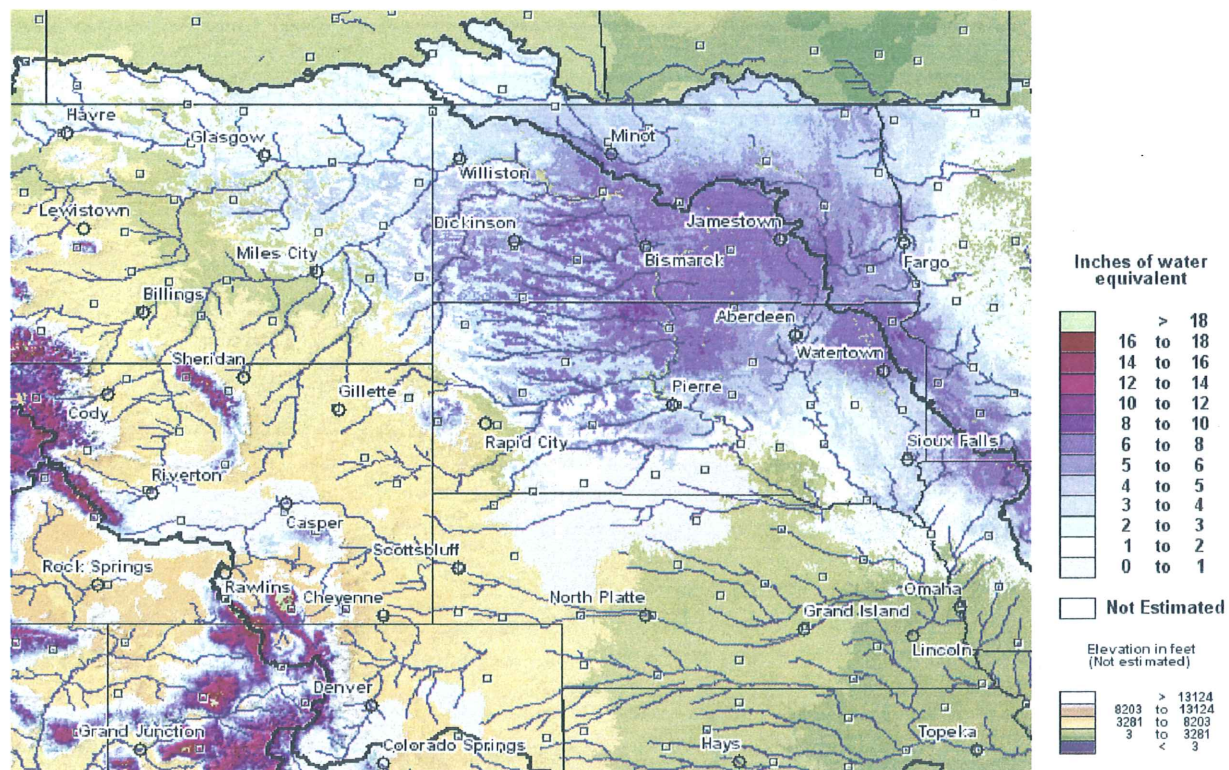 Havre
Glasgow
Minot
Williston
Lewistown
Dickinson
Jamestown
Miles City
Bismarck
Fargo
Billings
Aberdeen
Watertown
Sheridan
Gillette
Pierre
Cody
Rapid City
Sioux Falls
Riverton
Casper
Scottsbluff
Rock Springs
Rawlins
Cheyenne
North Platte
Omaha
Grand Island
Lincoln
Denver
Grand Junction
Colorado Springs
Hays
Topeka
Inches of water
equivalent
> 18
16 to 18
14 to 16
12 to 14
10 to 12
8 to 10
6 to 8
5 to 6
4 to 5
3 to 4
2 to 3
1 to 2
0 to 1
Not Estimated
Elevation in feet
(Not estimated)
> 13124
8203 to 13124
3281 to 8203
3 to 3281
< 3